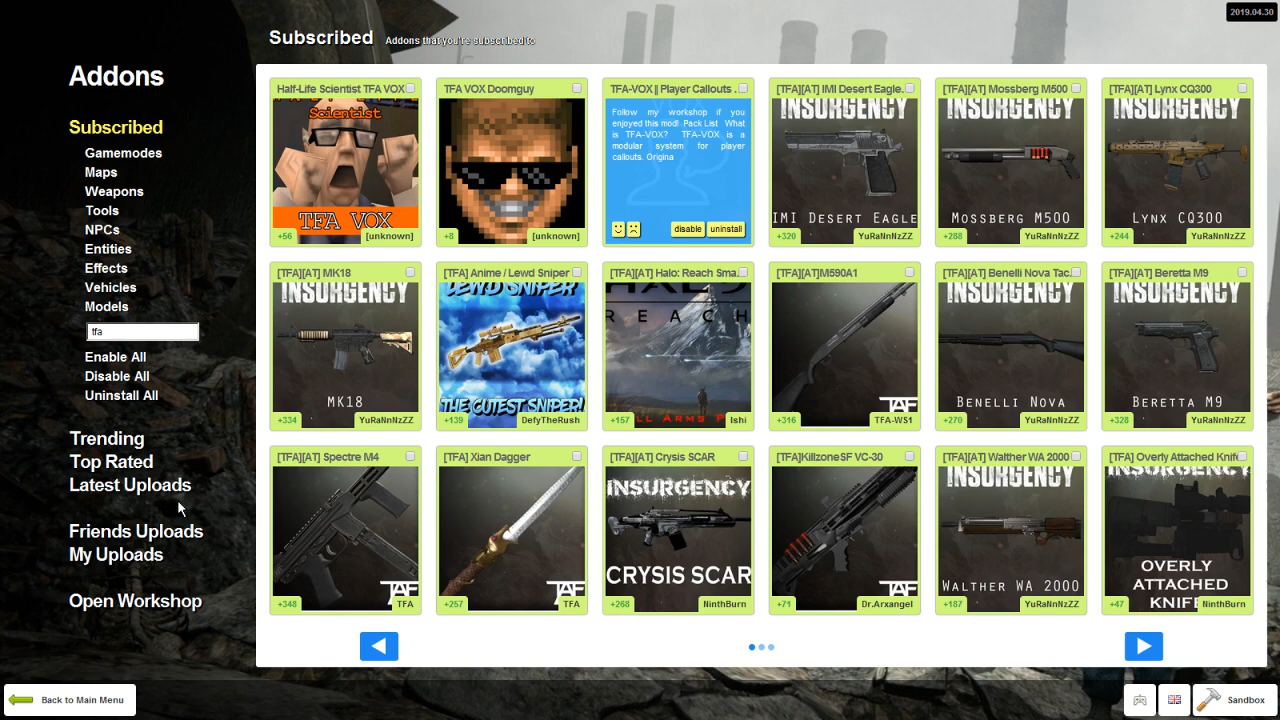 2019.04.30
Subscribed
Addons that you're subscribed to
Addons
Subscribed
Gamemodes
Maps
Weapons
Tools
NPCs
Entities
Effects
Vehicles
Models
tfa
Enable All
Disable All
Uninstall All
Trending
Top Rated
Latest Uploads
Friends Uploads
My Uploads
Open Workshop
Half-Life Scientist TFA VOX
Scientist
TFA VOX
+56
[unknown]
TFA VOX Doomguy
+8
[unknown]
TFA-VOX || Player Callouts .
Follow my workshop if you
enjoyed this mod! Pack List What
is TFA-VOX? TFA-VOX is a
modular system for player
callouts. Origina
disable
uninstall
[TFA][AT] IMI Desert Eagle.
INSURGENCY
IMI Desert Eagle
+320
YuRaNnNzZZ
[TFA][AT] Mossberg M500
INSURGENCY
Mossberg M500
+288
YuRaNnNzZZ
[TFA][AT] Lynx CQ300
INSURGENCY
Lynx CQ300
+244
YuRaNnNzZZ
[TFA][AT] MK18
INSURGENCY
MK18
+334
YuRaNnNzZZ
[TFA] Anime / Lewd Sniper
LEWD SNIPER
THE CUTEST SNIPER!
+139
DefyTheRush
[TFA][AT] Halo: Reach Sma..
HALO
REACH
LL ARMS P
+157
Ishi
[TFA][AT]M590A1
TAF
+316
TFA-WS1
[TFA][AT] Benelli Nova Tac.
INSURGENCY
Benelli Nova
+270
YuRaNnNzZZ
[TFA][AT] Beretta M9
INSURGENCY
Beretta M9
+328
YuRaNnNzZZ
[TFA][AT] Spectre M4
TAF
+348
TFA
[TFA] Xian Dagger
TAF
+257
TFA
[TFA][AT] Crysis SCAR
INSURGENCY
CRYSIS SCAR
+268
NinthBurn
[TFA]KillzoneSF VC-30
TAF
+71
Dr.Arxangel
[TFA][AT] Walther WA 2000
INSURGENCY
Walther WA 2000
+187
YuRaNnNzZZ
[TFA] Overly Attached Knife
INSURGENCY
OVERLY
ATTACHED
KNIF
+47
NinthBurn
Back to Main Menu
Sandbox